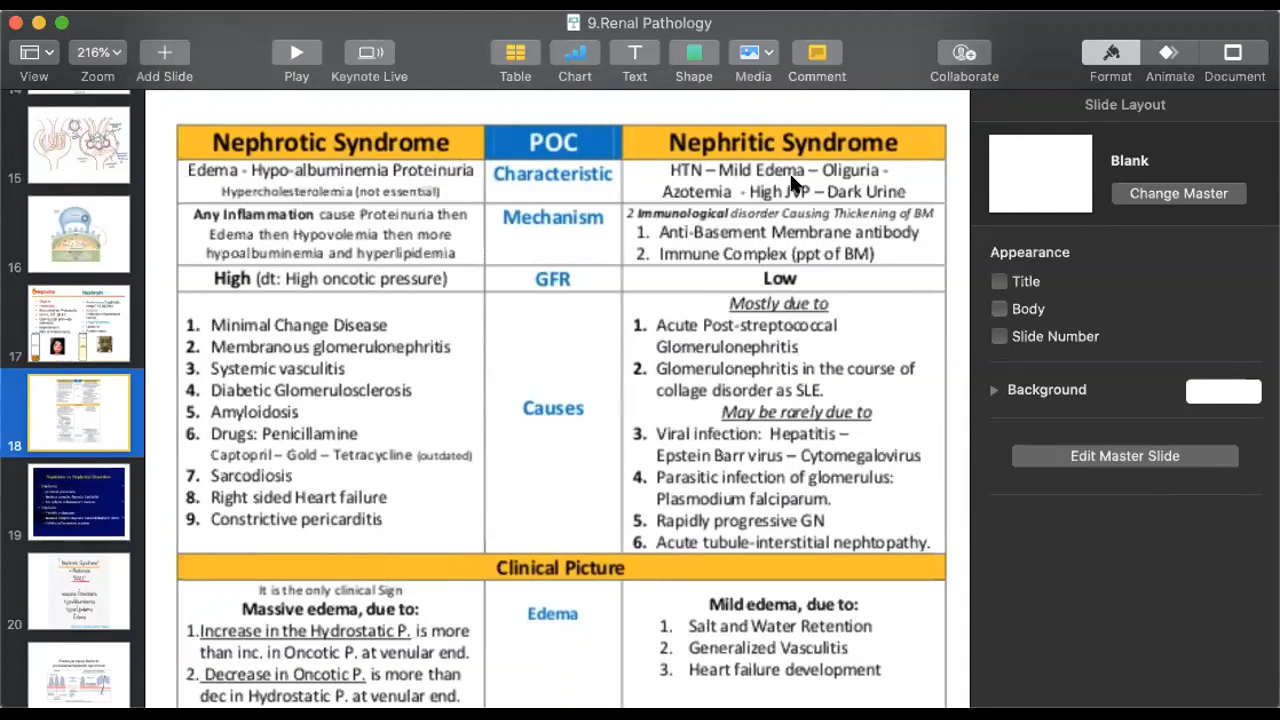 9.Renal Pathology
216%
View
Zoom
Add Slide
Play
Keynote Live
Table
Chart
Text
Shape
Media
Comment
Collaborate
Format
Animate
Document
15
16
17
18
19
20
Nephrotic Syndrome
POC
Nephritic Syndrome
Edema - Hypo-albuminemia Proteinuria
Hypercholesterolemia (not essential)
Characteristic
HTN – Mild Edema – Oliguria -
Azotemia - High JVP – Dark Urine
Any Inflammation cause Proteinuria then
Edema then Hypovolemia then more
hypoalbuminemia and hyperlipidemia
Mechanism
2 Immunological disorder Causing Thickening of BM
1. Anti-Basement Membrane antibody
2. Immune Complex (ppt of BM)
High (dt: High oncotic pressure)
GFR
Low
1. Minimal Change Disease
2. Membranous glomerulonephritis
3. Systemic vasculitis
4. Diabetic Glomerulosclerosis
5. Amyloidosis
6. Drugs: Penicillamine
Captopril – Gold – Tetracycline (outdated)
7. Sarcodiosis
8. Right sided Heart failure
9. Constrictive pericarditis
Causes
Mostly due to
1. Acute Post-streptococcal
Glomerulonephritis
2. Glomerulonephritis in the course of
collage disorder as SLE.
May be rarely due to
3. Viral infection: Hepatitis –
Epstein Barr virus – Cytomegalovirus
4. Parasitic infection of glomerulus:
Plasmodium falciparum.
5. Rapidly progressive GN
6. Acute tubule-interstitial nephtopathy.
Clinical Picture
It is the only clinical Sign
Massive edema, due to:
1.Increase in the Hydrostatic P. is more
than inc. in Oncotic P. at venular end.
2. Decrease in Oncotic P. is more than
dec in Hydrostatic P. at venular end.
Edema
Mild edema, due to:
1. Salt and Water Retention
2. Generalized Vasculitis
3. Heart failure development
Slide Layout
Blank
Change Master
Appearance
Title
Body
Slide Number
Background
Edit Master Slide